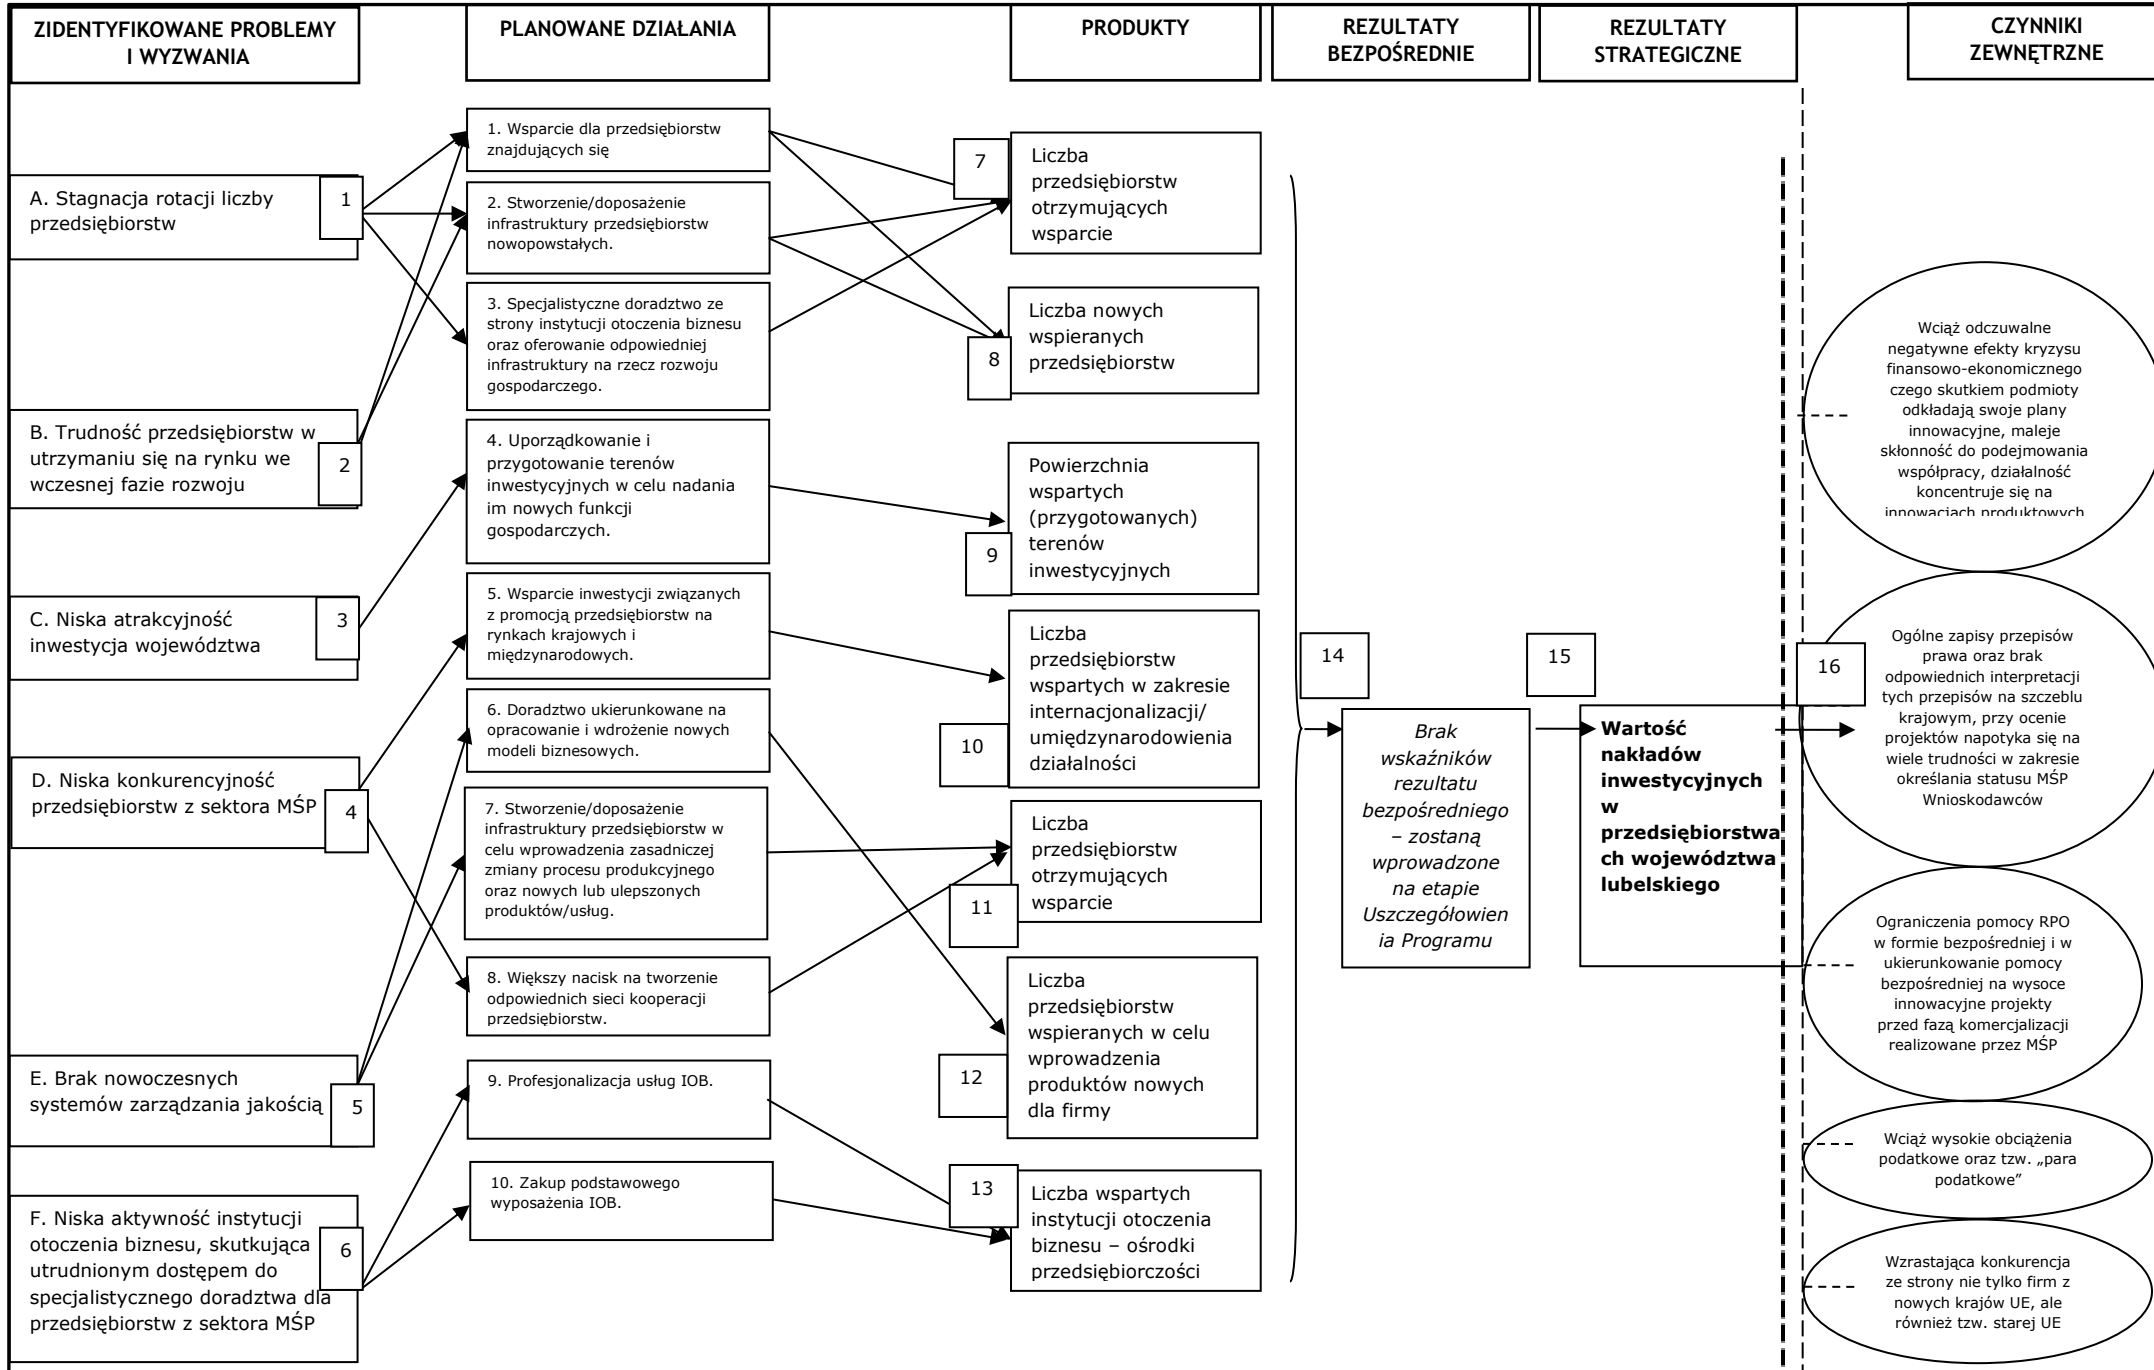 ZIDENTYFIKOWANE PROBLEMY
I WYZWANIA
PLANOWANE DZIAŁANIA
PRODUKTY
REZULTATY
BEZPOŚREDNIE
REZULTATY
STRATEGICZNE
CZYNNIKI
ZEWNĘTRZNE
A. Stagnacja rotacji liczby
przedsiębiorstw
1
B. Trudność przedsiębiorstw w
utrzymaniu się na rynku we
wczesnej fazie rozwoju
2
C. Niska atrakcyjność
inwestycja województwa
3
D. Niska konkurencyjność
przedsiębiorstw z sektora MŚP
4
E. Brak nowoczesnych
systemów zarządzania jakością
5
F. Niska aktywność instytucji
otoczenia biznesu, skutkująca
utrudnionym dostępem do
specjalistycznego doradztwa dla
przedsiębiorstw z sektora MŚP
6
1. Wsparcie dla przedsiębiorstw
znajdujących się
2. Stworzenie/doposażenie
infrastruktury przedsiębiorstw
nowopowstałych.
3. Specjalistyczne doradztwo ze
strony instytucji otoczenia biznesu
oraz oferowanie odpowiedniej
infrastruktury na rzecz rozwoju
gospodarczego.
4. Uporządkowanie i
przygotowanie terenów
inwestycyjnych w celu nadania
im nowych funkcji
gospodarczych.
5. Wsparcie inwestycji związanych
z promocją przedsiębiorstw na
rynkach krajowych i
międzynarodowych.
6. Doradztwo ukierunkowane na
opracowanie i wdrożenie nowych
modeli biznesowych.
7. Stworzenie/doposażenie
infrastruktury przedsiębiorstw w
celu wprowadzenia zasadniczej
zmiany procesu produkcyjnego
oraz nowych lub ulepszonych
produktów/usług.
8. Większy nacisk na tworzenie
odpowiednich sieci kooperacji
przedsiębiorstw.
9. Profesjonalizacja usług IOB.
10. Zakup podstawowego
wyposażenia IOB.
7
Liczba
przedsiębiorstw
otrzymujących
wsparcie
8
Liczba nowych
wspieranych
przedsiębiorstw
9
Powierzchnia
wspartych
(przygotowanych)
terenów
inwestycyjnych
10
Liczba
przedsiębiorstw
wspartych w zakresie
internacjonalizacji/
umiędzynarodowienia
działalności
11
Liczba
przedsiębiorstw
otrzymujących
wsparcie
12
Liczba
przedsiębiorstw
wspieranych w celu
wprowadzenia
produktów nowych
dla firmy
13
Liczba wspartych
instytucji otoczenia
biznesu – ośrodki
przedsiębiorczości
14
Brak
wskaźników
rezultatu
bezpośredniego
– zostaną
wprowadzone
na etapie
Uszczegółowien
ia Programu
15
Wartość
nakładów
inwestycyjnych
w
przedsiębiorstwa
ch województwa
lubelskiego
16
Wciąż odczuwalne
negatywne efekty kryzysu
finansowo-ekonomicznego
czego skutkiem podmioty
odkładają swoje plany
innowacyjne, maleje
skłonność do podejmowania
współpracy, działalność
koncentruje się na
innowacjach produktowych
Ogólne zapisy przepisów
prawa oraz brak
odpowiednich interpretacji
tych przepisów na szczeblu
krajowym, przy ocenie
projektów napotyka się na
wiele trudności w zakresie
określania statusu MŚP
Wnioskodawców
Ograniczenia pomocy RPO
w formie bezpośredniej i w
ukierunkowanie pomocy
bezpośredniej na wysoce
innowacyjne projekty
przed fazą komercjalizacji
realizowane przez MŚP
Wciąż wysokie obciążenia
podatkowe oraz tzw. „para
podatkowe”
Wzrastająca konkurencja
ze strony nie tylko firm z
nowych krajów UE, ale
również tzw. starej UE